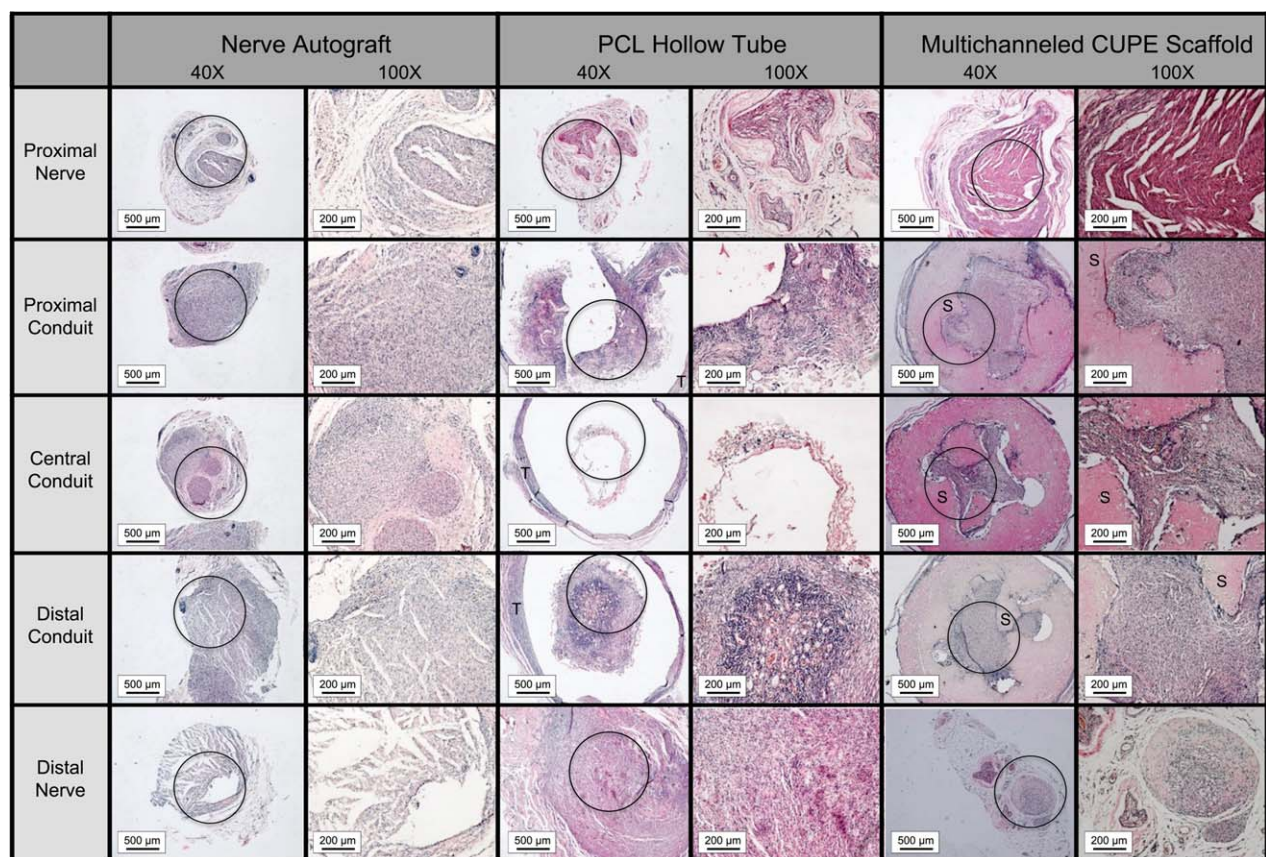 Nerve Autograft PCL Hollow Tube Multichanneled CUPE Scaffold
40X 100X 40X 100X 40X 100X
Proximal
Nerve
500 µm 200 µm 500 µm 200 µm 500 µm 200 µm
Proximal
Conduit
S S
T
500 µm 200 µm 500 µm 200 µm 500 µm 200 µm
Central
Conduit
T S S
500 µm 200 µm 500 µm 200 µm 500 µm 200 µm
Distal
Conduit
T S S
500 µm 200 µm 500 µm 200 µm 500 µm 200 µm
Distal
Nerve
500 µm 200 µm 500 µm 200 µm 500 µm 200 µm